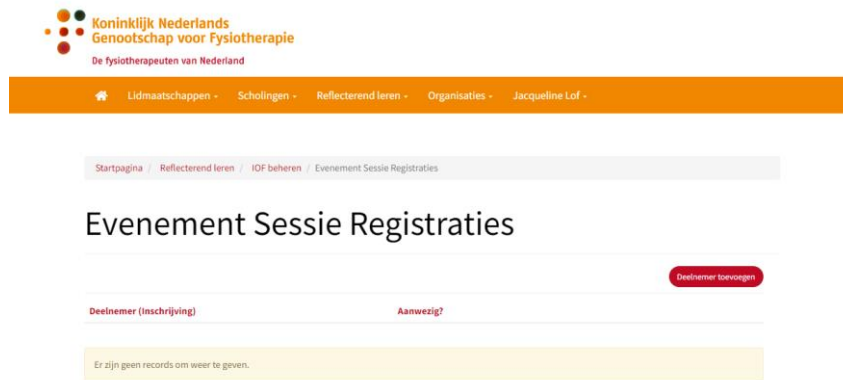 Koninklijk Nederlands
Genootschap voor Fysiotherapie
De fysiotherapeuten van Nederland
Lidmaatschappen Scholingen Reflecterend leren Organisaties Jacqueline Lof
Startpagina / Reflecterend leren / IOF beheren / Evenement Sessie Registraties
Evenement Sessie Registraties
Deelnemer toevoegen
Deelnemer (Inschrijving) Aanwezig?
Er zijn geen records om weer te geven.